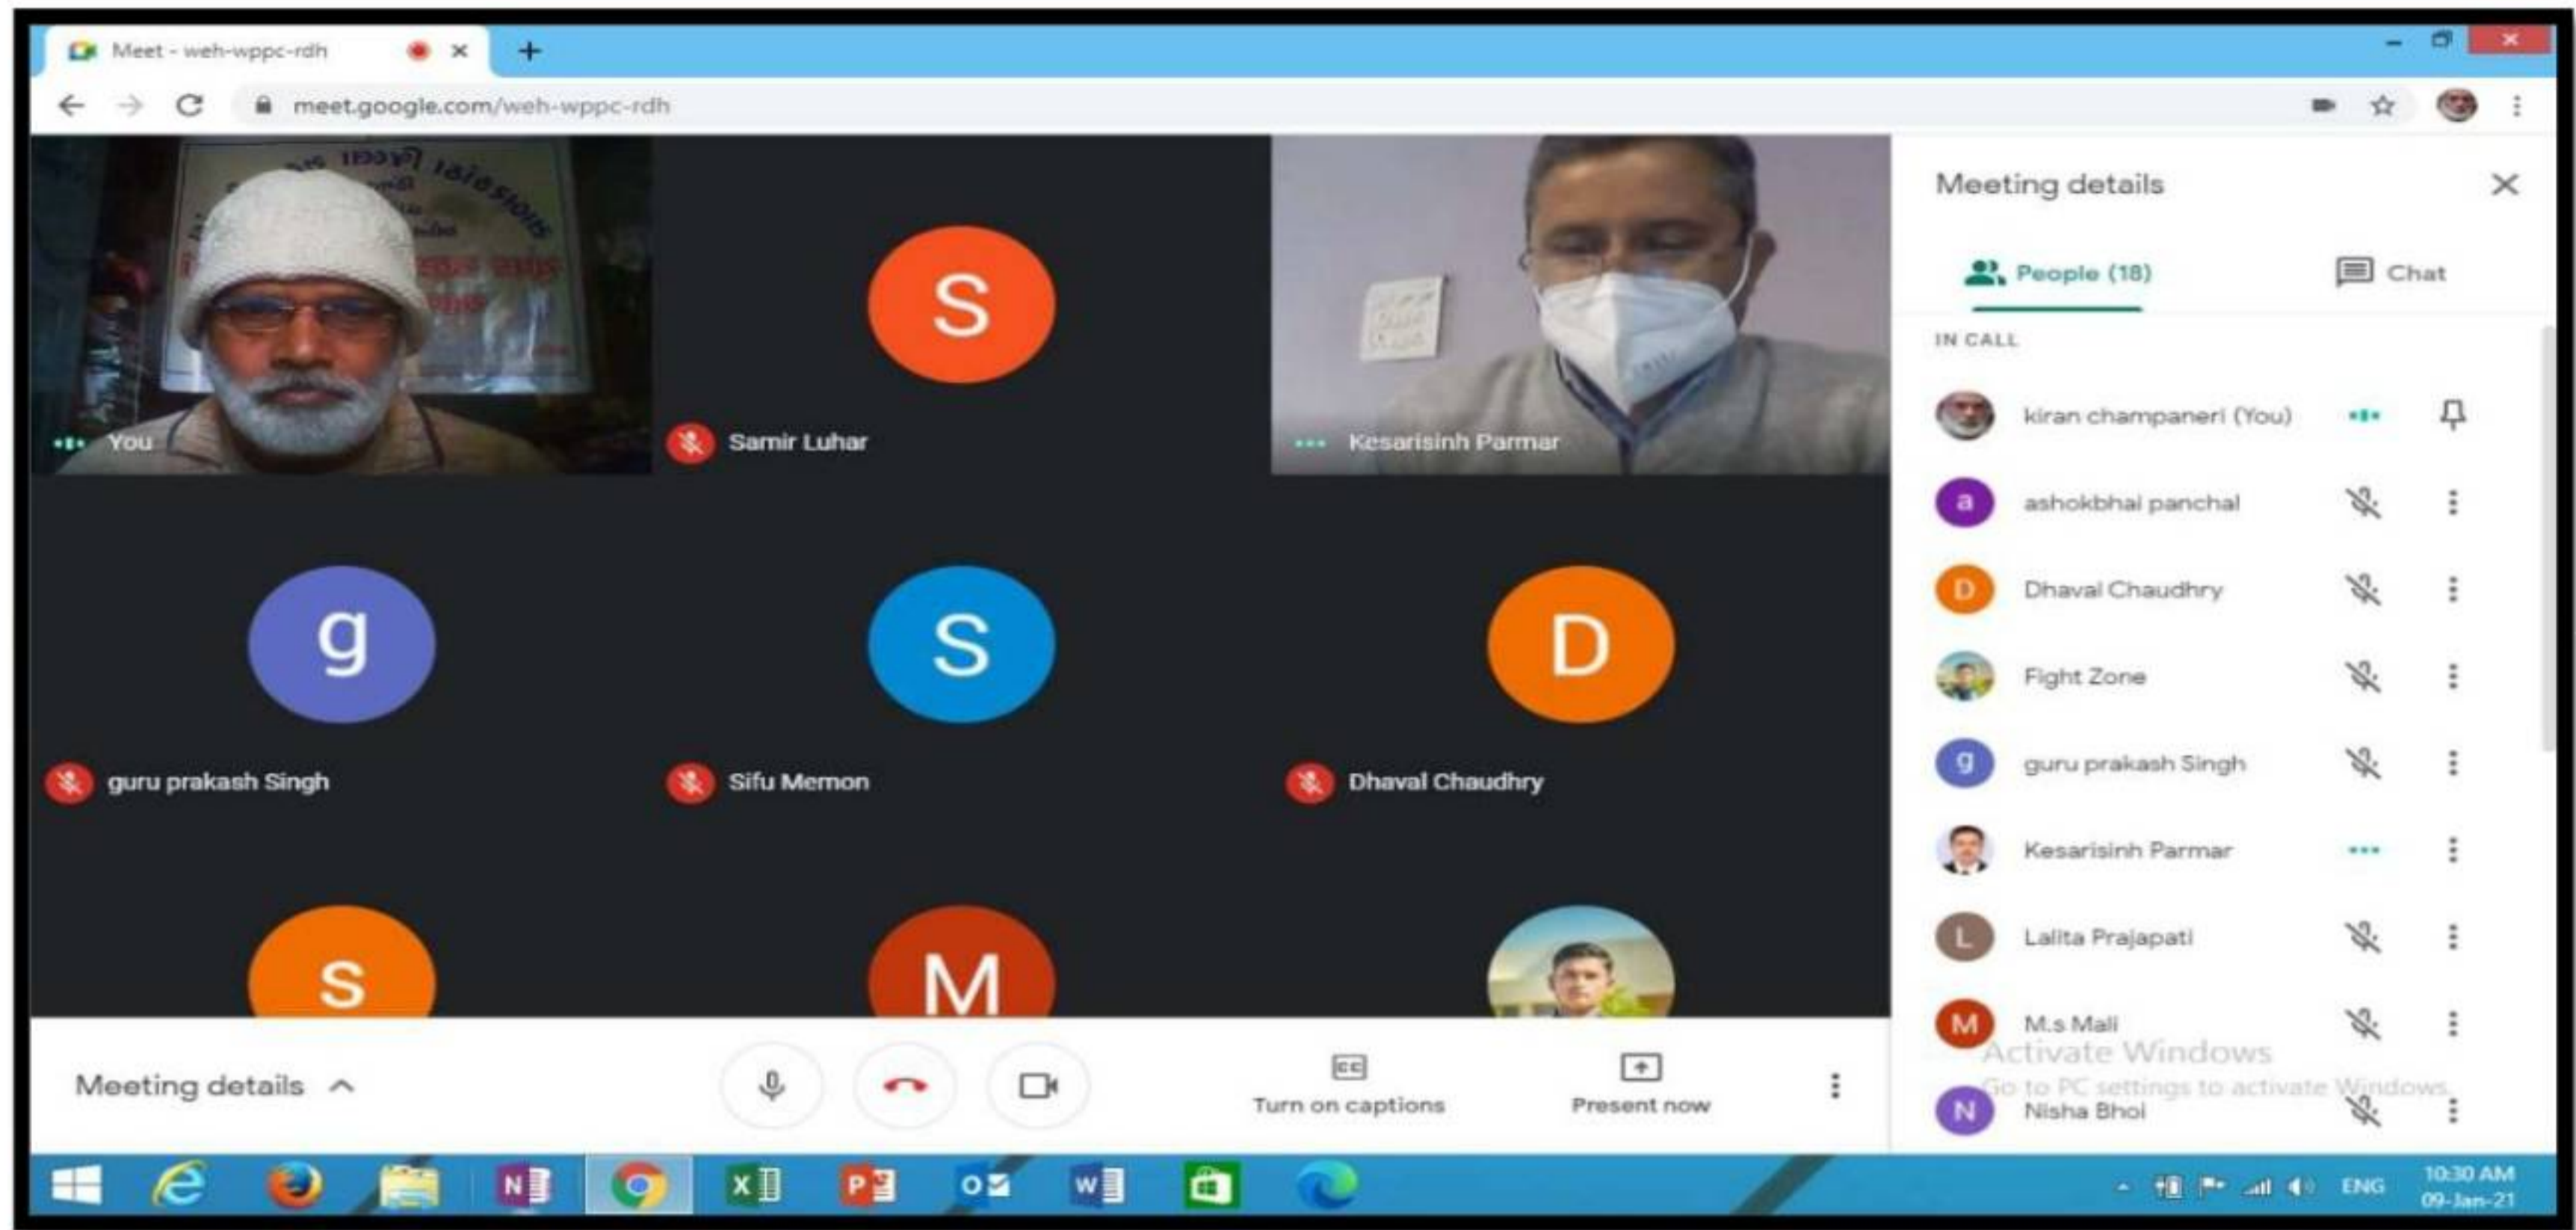 Meet - weh-wppc-rdh
meet.google.com/weh-wppc-rdh
You
S
Samir Luhar
Kesarisinh Parmar
g
guru prakash Singh
S
Sifu Memon
D
Dhaval Chaudhry
S
M
Meeting details
Turn on captions
Present now
Meeting details
People (18)
Chat
IN CALL
kiran champaneri (You)
a
ashokbhai panchal
D
Dhaval Chaudhry
Fight Zone
g
guru prakash Singh
Kesarisinh Parmar
L
Lalita Prajapati
M
M.s Mali
Activate Windows
Go to PC settings to activate Windows.
N
Nisha Bhoi
CC
ENG
10:30 AM
09-Jan-21